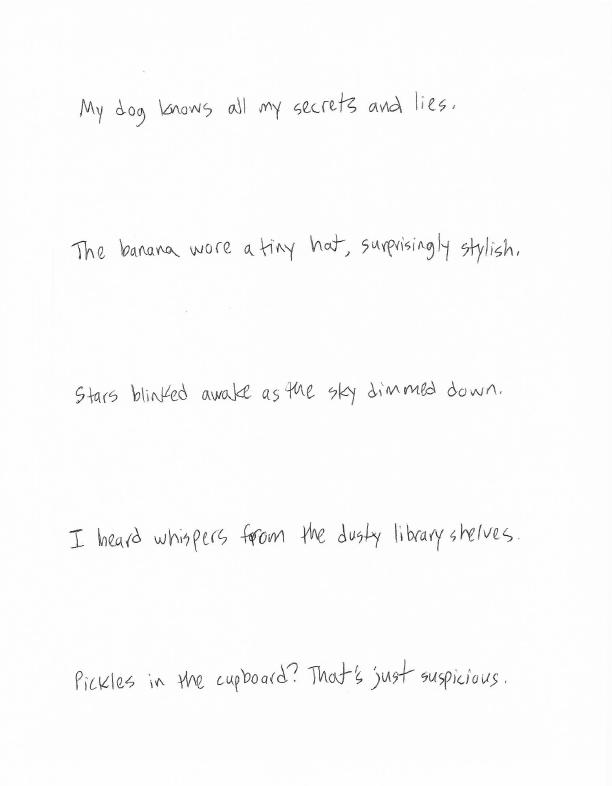 My dog knows all my secrets and lies.
The banana wore a tiny hat, surprisingly stylish.
Stars blinked awake as the sky dimmed down.
I heard whispers from the dusty library shelves.
Pickles in the cupboard? That's just suspicious.